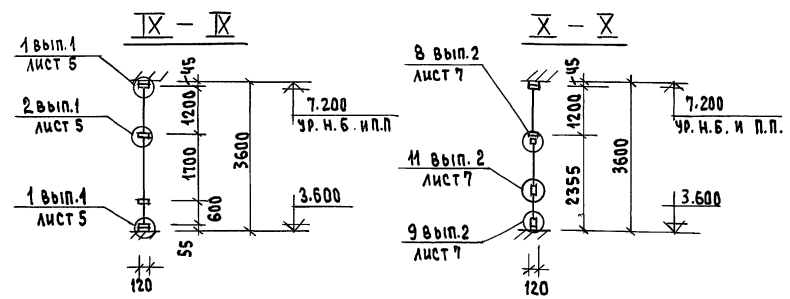 IX - IX
1 ВЫП.1
ЛИСТ 5
2 ВЫП.1
ЛИСТ 5
1 ВЫП.1
ЛИСТ 5
45
1200
1700
600
55
3600
120
7.200
УР. Н.Б. И П.П
3.600
X - X
8 ВЫП.2
ЛИСТ 7
11 ВЫП.2
ЛИСТ 7
9 ВЫП.2
ЛИСТ 7
45
1200
2355
3600
120
7.200
УР. Н.Б. И П.П.
3.600